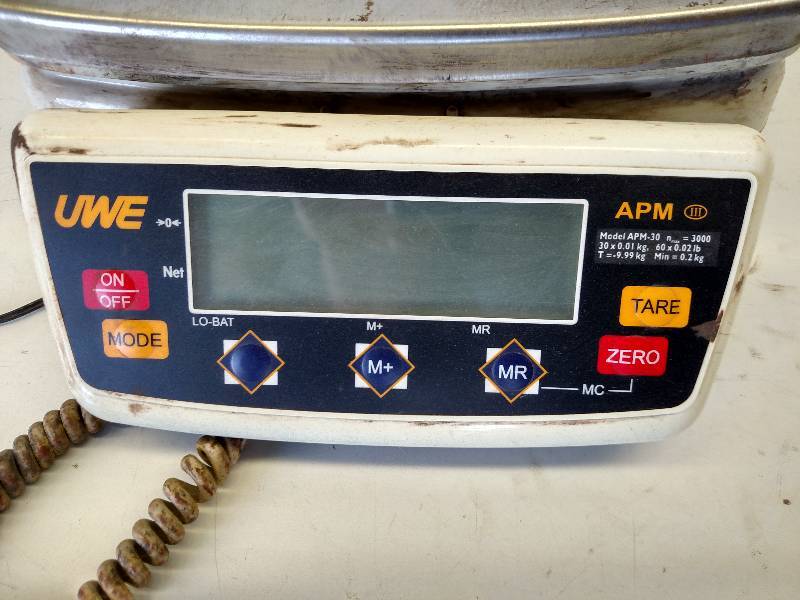 UWE
→0←
Net
ON
OFF
MODE
LO-BAT
M+
MR
M+
MR
MC
APM III
Model APM-30 nmax = 3000
30 x 0.01 kg, 60 x 0.02 lb
T = -9.99 kg Min = 0.2 kg
TARE
ZERO